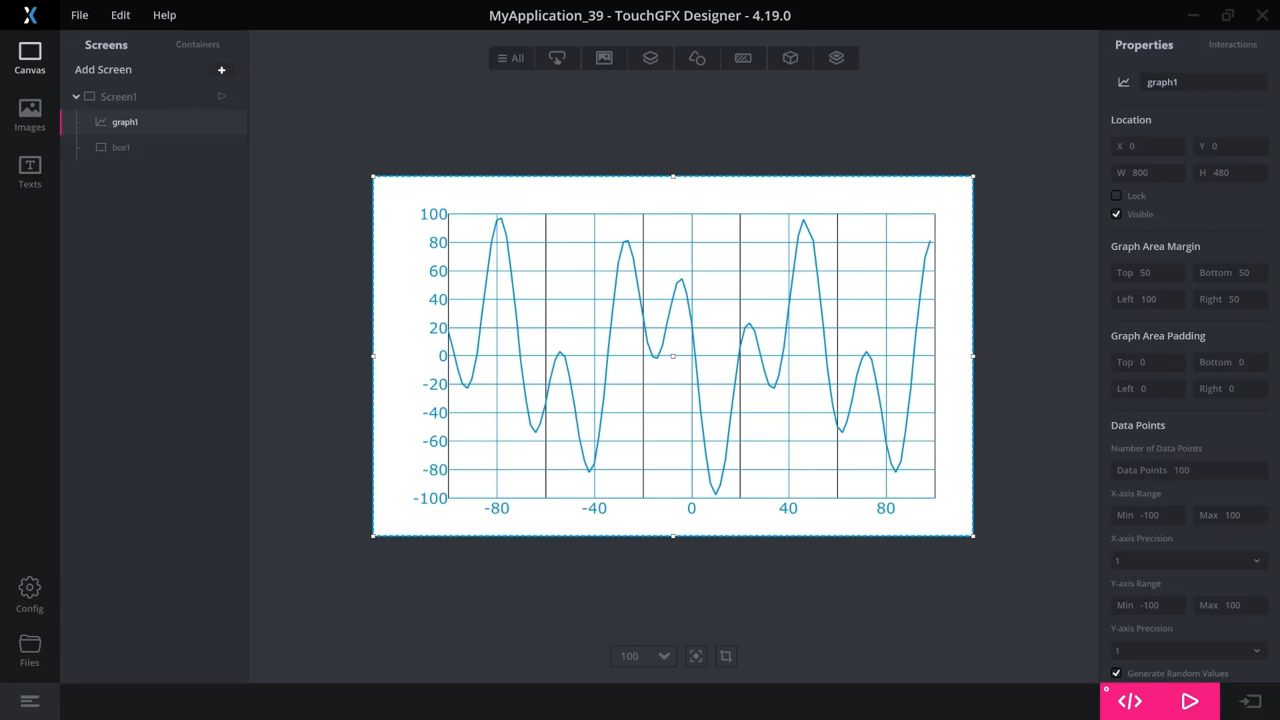 File Edit Help
MyApplication_39 - TouchGFX Designer - 4.19.0
Canvas
Images
Texts
Config
Files
Screens Containers
Add Screen
Screen1
graph1
box1
All
100
80
60
40
20
0
-20
-40
-60
-80
-100
-80 -40 0 40 80
100
Properties Interactions
graph1
Location
X 0 Y 0
W 800 H 480
Lock
Visible
Graph Area Margin
Top 50 Bottom 50
Left 100 Right 50
Graph Area Padding
Top 0 Bottom 0
Left 0 Right 0
Data Points
Number of Data Points
Data Points 100
X-axis Range
Min -100 Max 100
X-axis Precision
1
Y-axis Range
Min -100 Max 100
Y-axis Precision
1
Generate Random Values